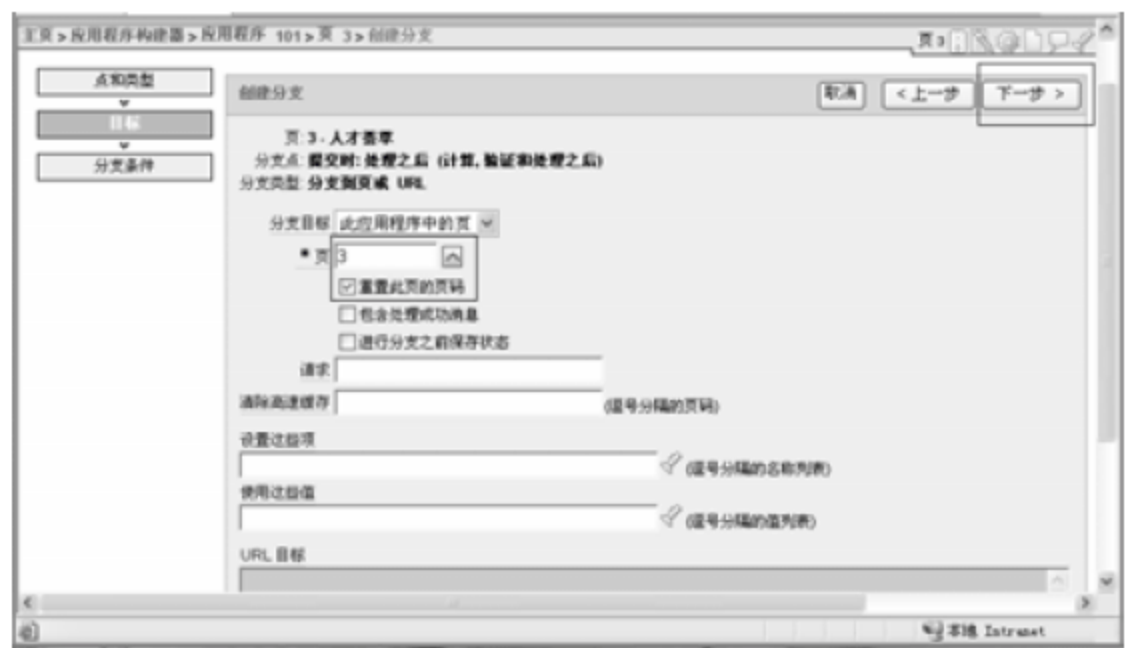 主页 > 应用程序构建器 > 应用程序 101 > 页 3 > 创建分支
页 3
点和类型
目标
分支条件
创建分支
取消
< 上一步
下一步 >
页: 3 - 人才荟萃
分支点: 提交时: 处理之后 (计算, 验证和处理之后)
分支类型: 分支到页或 URL
分支目标 此应用程序中的页
* 页 3
重置此页的页码
包含处理成功消息
进行分支之前保存状态
请求
清除高速缓存 (逗号分隔的页码)
设置这些项
(逗号分隔的名称列表)
使用这些值
(逗号分隔的值列表)
URL 目标
本地 Intranet